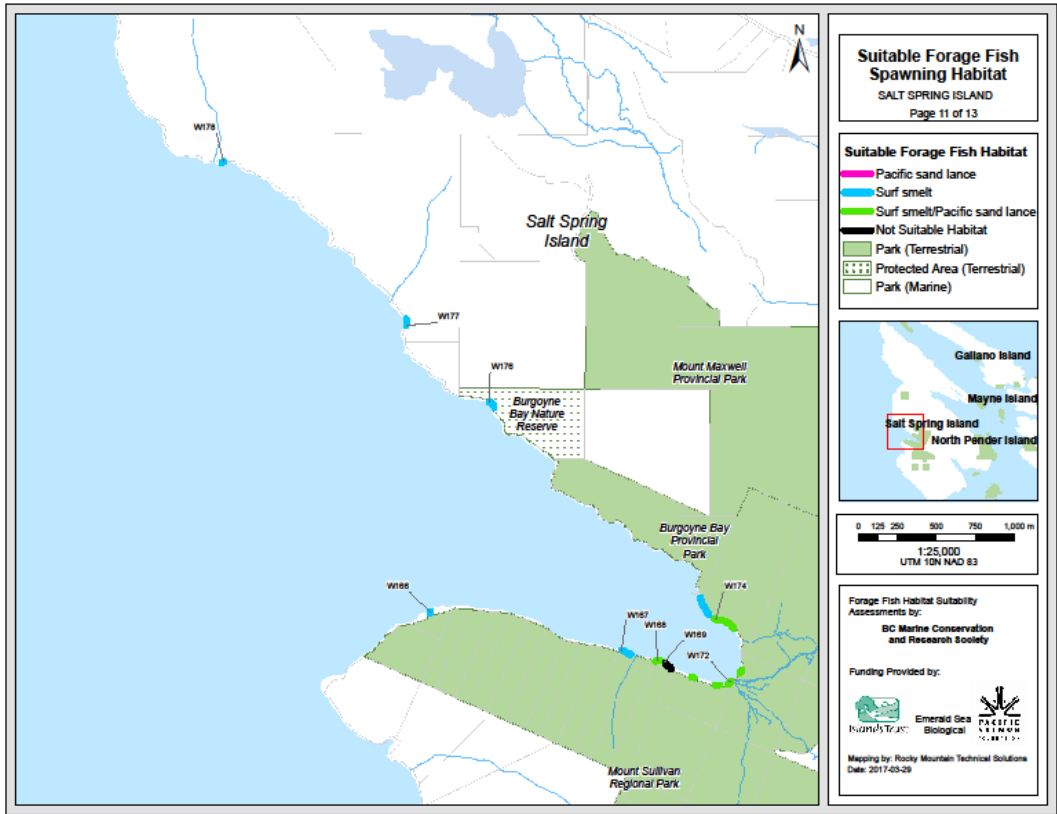 N
W178
Salt Spring
Island
W177
W176
Mount Maxwell
Provincial Park
Burgoyne
Bay Nature
Reserve
Burgoyne Bay
Provincial
Park
W166
W174
W167
W168
W169
W172
Mount Sullivan
Regional Park
Suitable Forage Fish
Spawning Habitat
SALT SPRING ISLAND
Page 11 of 13
Suitable Forage Fish Habitat
Pacific sand lance
Surf smelt
Surf smelt/Pacific sand lance
Not Suitable Habitat
Park (Terrestrial)
Protected Area (Terrestrial)
Park (Marine)
Galiano Island
Mayne Island
Salt Spring Island
North Pender Island
0 125 250 500 750 1,000 m
1:25,000
UTM 10N NAD 83
Forage Fish Habitat Suitability
Assessments by:
BC Marine Conservation
and Research Society
Funding Provided by:
Islands Trust
Emerald Sea
Biological
PACIFIC
SALMON
FOUNDATION
Mapping by: Rocky Mountain Technical Solutions
Date: 2017-03-29